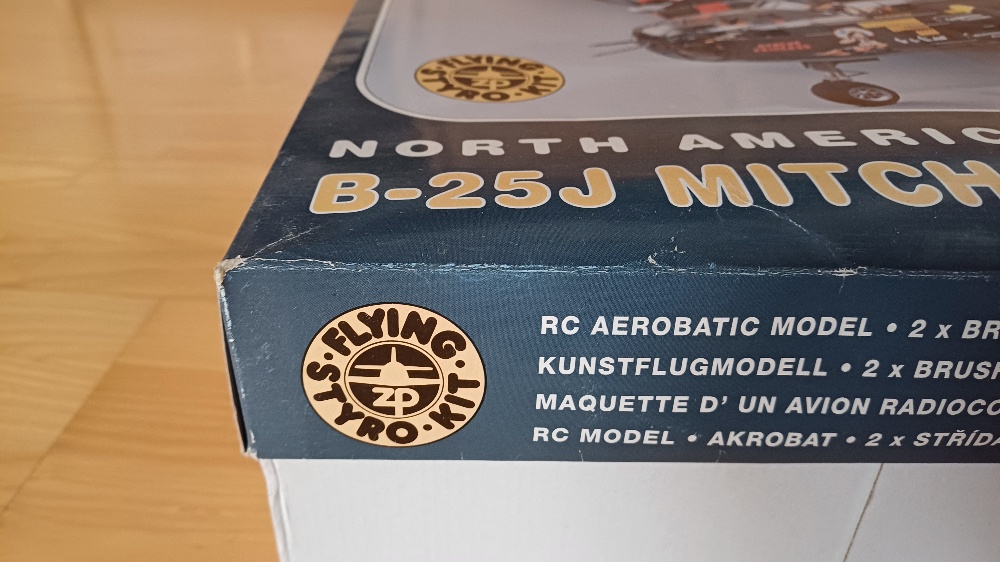 FLYING STYRO KIT
ZP
NORTH AMERIC
B-25J MITCH
FLYING STYRO KIT
ZP
RC AEROBATIC MODEL • 2 x BR
KUNSTFLUGMODELL • 2 x BRUSH
MAQUETTE D' UN AVION RADIOCO
RC MODEL • AKROBAT • 2 x STŘÍDA